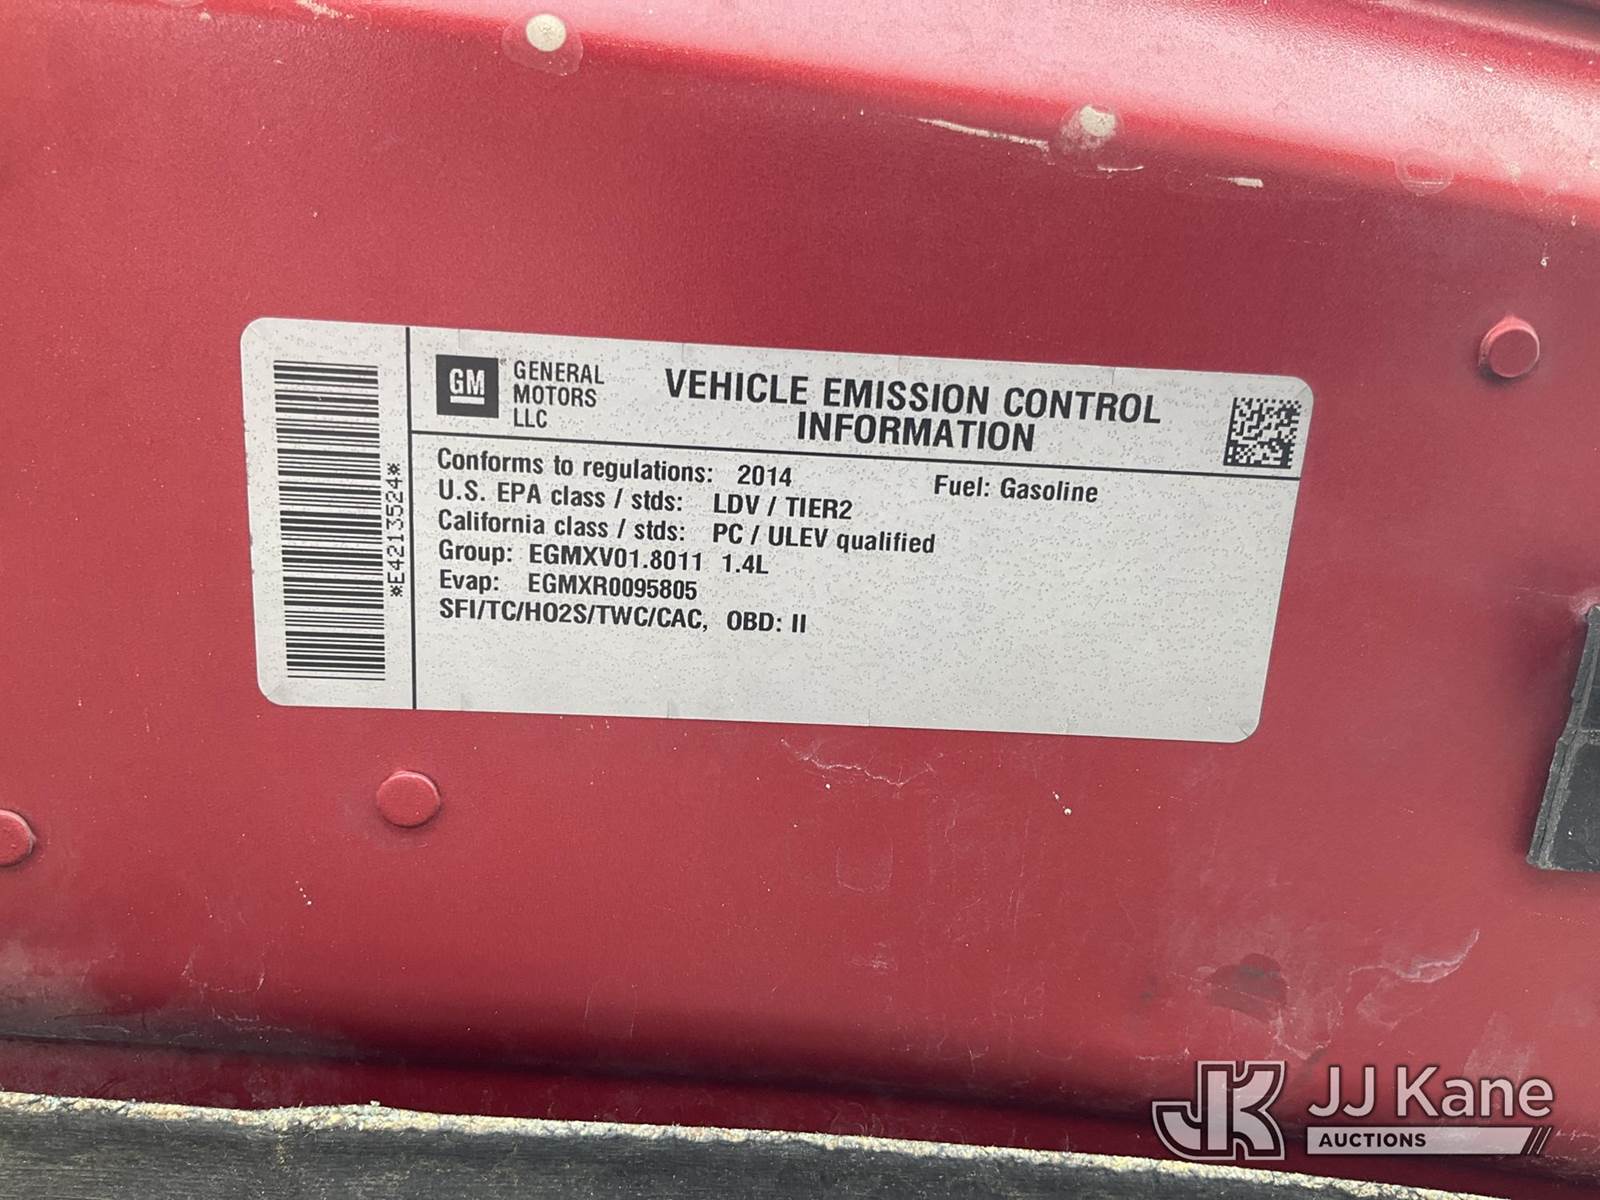 GM GENERAL
MOTORS
LLC
VEHICLE EMISSION CONTROL
INFORMATION
Conforms to regulations: 2014 Fuel: Gasoline
U.S. EPA class / stds: LDV / TIER2
California class / stds: PC / ULEV qualified
Group: EGMXV01.8011 1.4L
Evap: EGMXR0095805
SFI/TC/HO2S/TWC/CAC, OBD: II
*E42135524*
JK JJ Kane
AUCTIONS